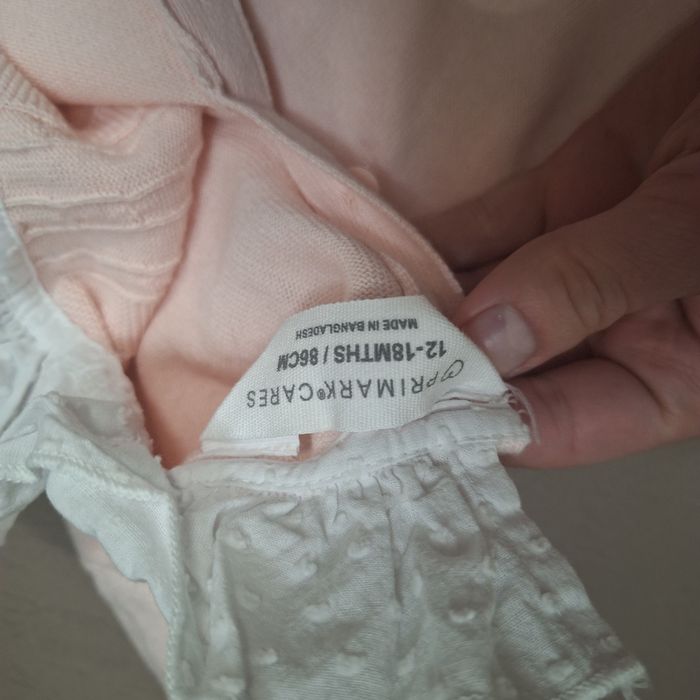 PRIMARK®CARES
12-18MTHS / 86CM
MADE IN BANGLADESH